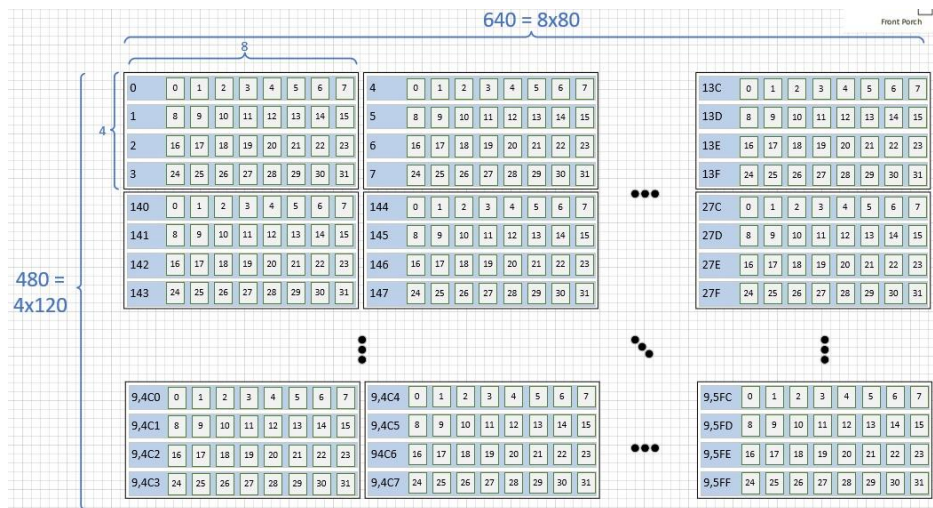 640 = 8x80
Front Porch
8
0 0 1 2 3 4 5 6 7 4 0 1 2 3 4 5 6 7 13C 0 1 2 3 4 5 6 7
1 8 9 10 11 12 13 14 15 5 8 9 10 11 12 13 14 15 13D 8 9 10 11 12 13 14 15
4
2 16 17 18 19 20 21 22 23 6 16 17 18 19 20 21 22 23 13E 16 17 18 19 20 21 22 23
3 24 25 26 27 28 29 30 31 7 24 25 26 27 28 29 30 31 13F 24 25 26 27 28 29 30 31
140 0 1 2 3 4 5 6 7 144 0 1 2 3 4 5 6 7 27C 0 1 2 3 4 5 6 7
141 8 9 10 11 12 13 14 15 145 8 9 10 11 12 13 14 15 27D 8 9 10 11 12 13 14 15
142 16 17 18 19 20 21 22 23 146 16 17 18 19 20 21 22 23 27E 16 17 18 19 20 21 22 23
143 24 25 26 27 28 29 30 31 147 24 25 26 27 28 29 30 31 27F 24 25 26 27 28 29 30 31
480 =
4x120
9,4C0 0 1 2 3 4 5 6 7 9,4C4 0 1 2 3 4 5 6 7 9,5FC 0 1 2 3 4 5 6 7
9,4C1 8 9 10 11 12 13 14 15 9,4C5 8 9 10 11 12 13 14 15 9,5FD 8 9 10 11 12 13 14 15
9,4C2 16 17 18 19 20 21 22 23 94C6 16 17 18 19 20 21 22 23 9,5FE 16 17 18 19 20 21 22 23
9,4C3 24 25 26 27 28 29 30 31 9,4C7 24 25 26 27 28 29 30 31 9,5FF 24 25 26 27 28 29 30 31